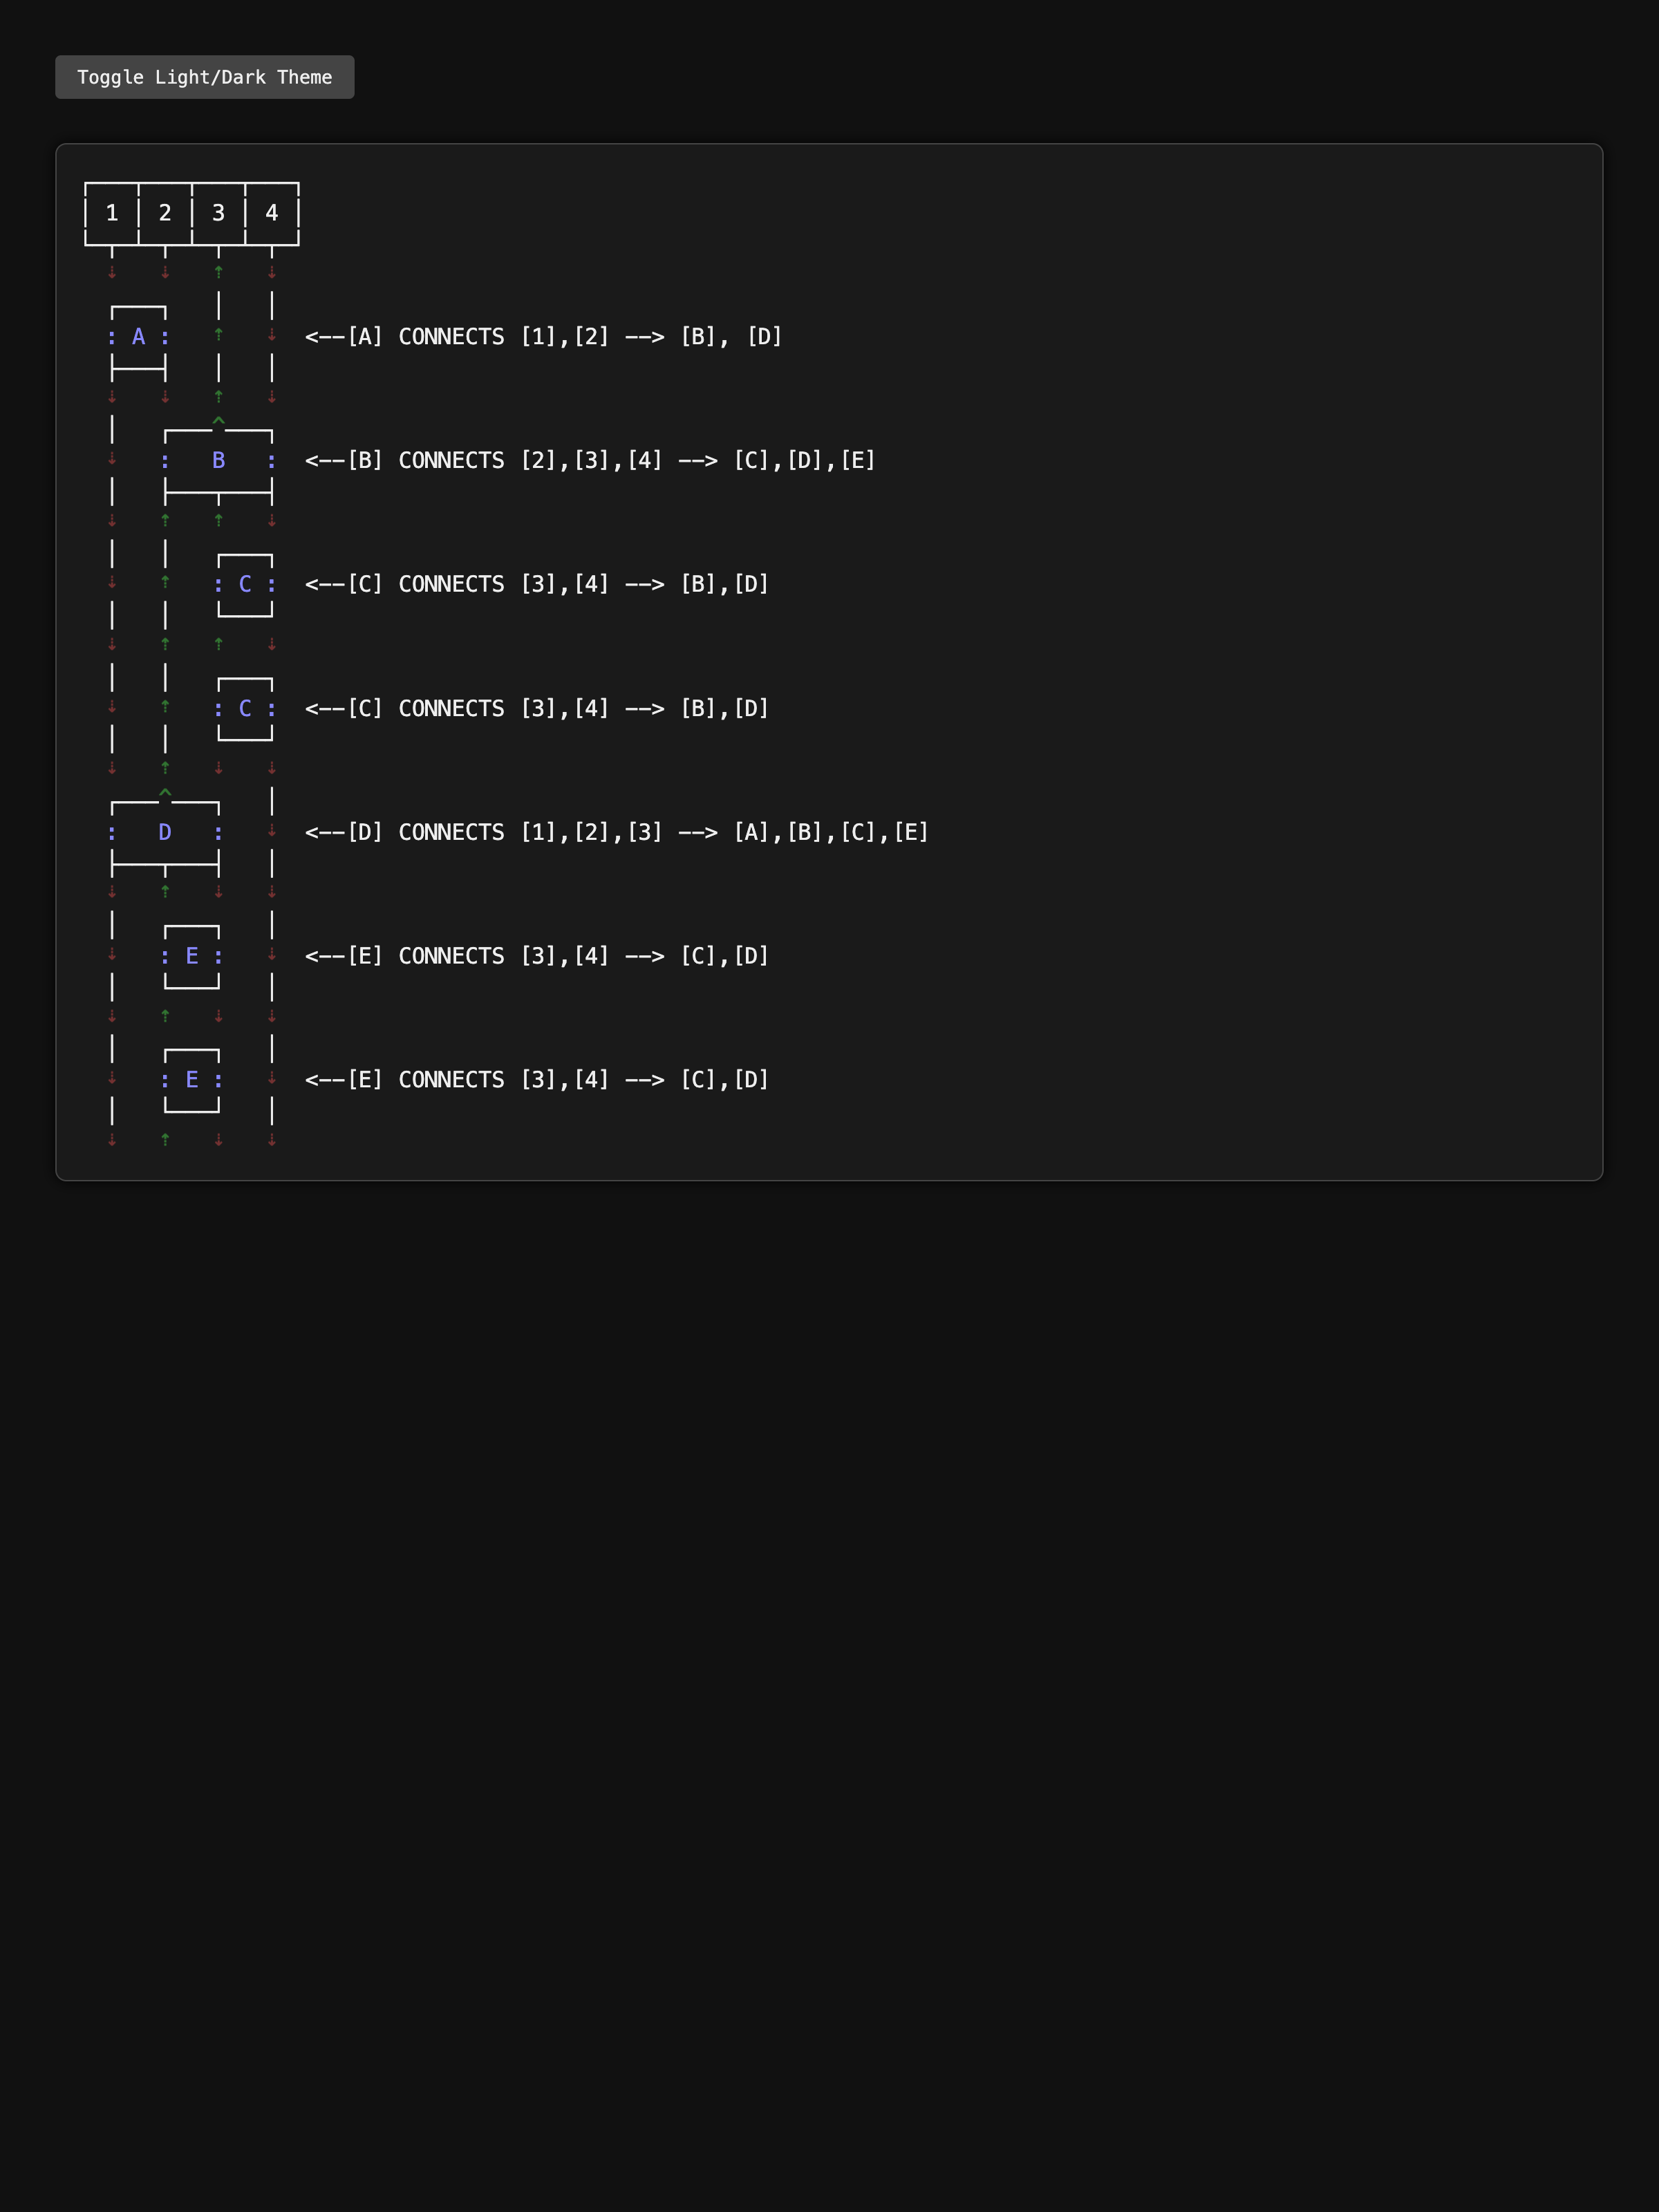 Toggle Light/Dark Theme
1 2 3 4
⇣ ⇣ ⇡ ⇣
: A : ⇡ ⇣ <--[A] CONNECTS [1],[2] --> [B], [D]
⇣ ⇣ ⇡ ⇣
^
⇣ : B : <--[B] CONNECTS [2],[3],[4] --> [C],[D],[E]
⇣ ⇡ ⇡ ⇣
⇣ ⇡ : C : <--[C] CONNECTS [3],[4] --> [B],[D]
⇣ ⇡ ⇡ ⇣
⇣ ⇡ : C : <--[C] CONNECTS [3],[4] --> [B],[D]
⇣ ⇡ ⇣ ⇣
^
: D : ⇣ <--[D] CONNECTS [1],[2],[3] --> [A],[B],[C],[E]
⇣ ⇡ ⇣ ⇣
⇣ : E : ⇣ <--[E] CONNECTS [3],[4] --> [C],[D]
⇣ ⇡ ⇣ ⇣
⇣ : E : ⇣ <--[E] CONNECTS [3],[4] --> [C],[D]
⇣ ⇡ ⇣ ⇣